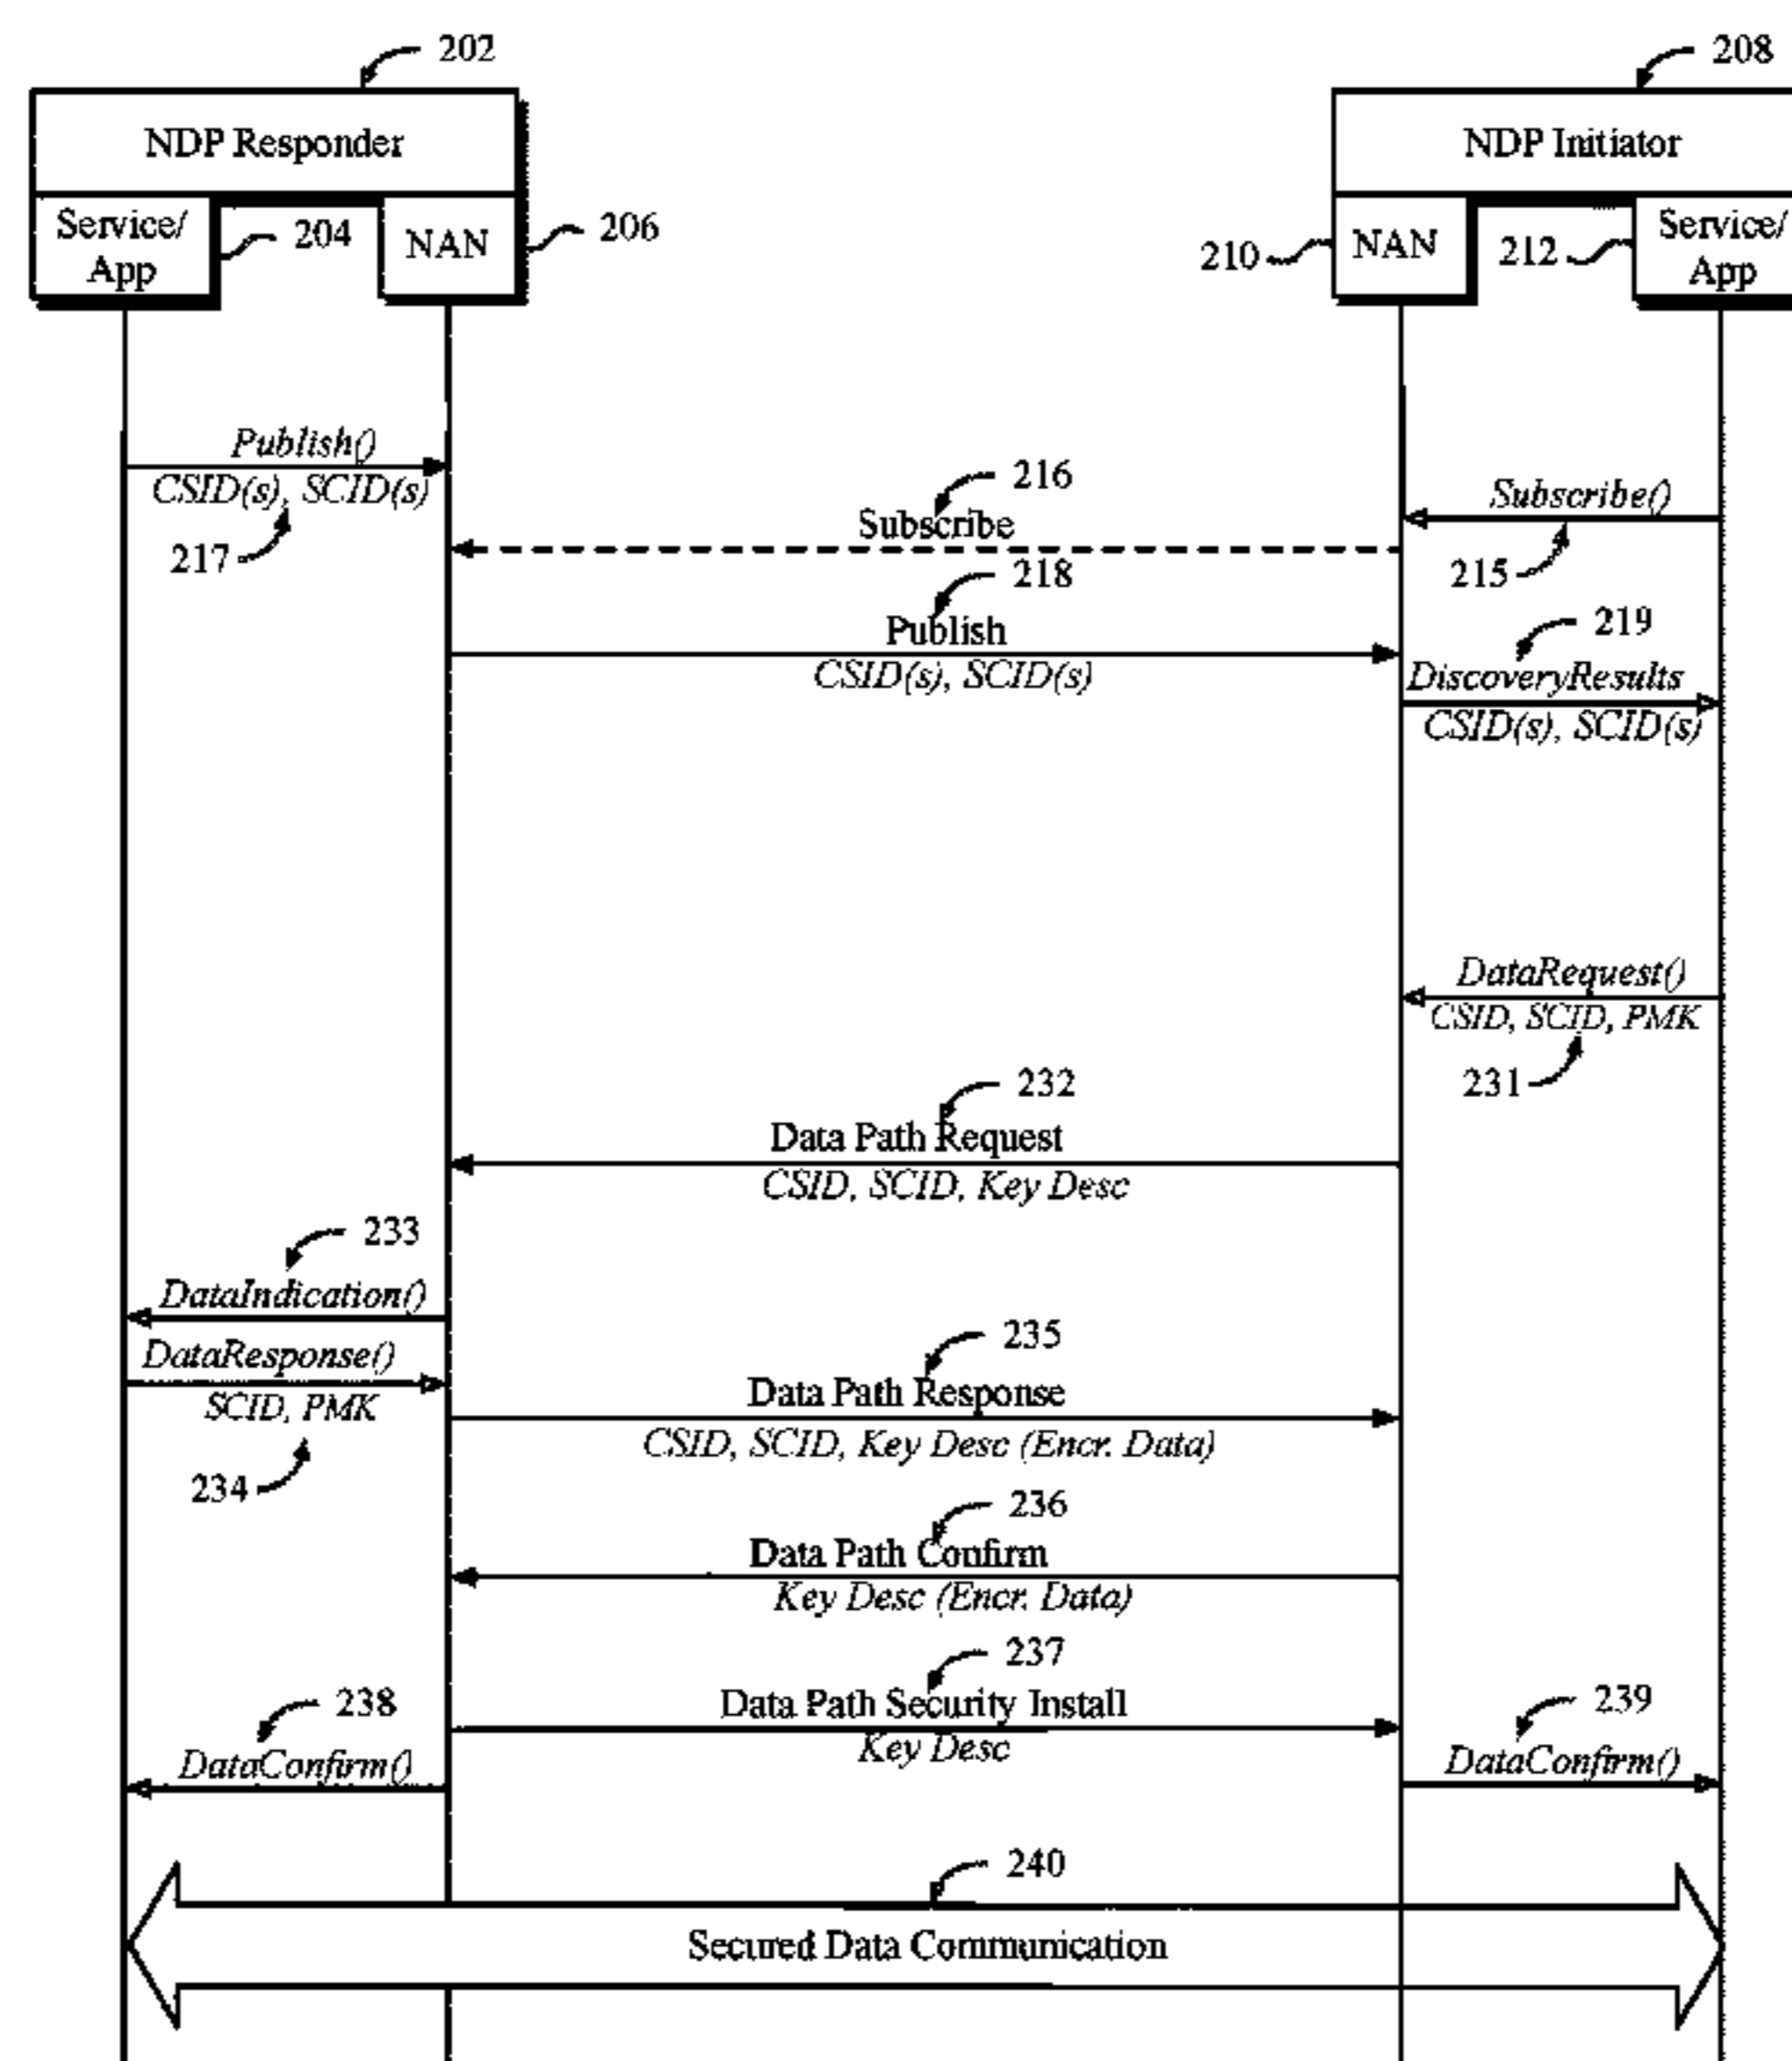 202
208
NDP Responder
NDP Initiator
Service/
App
204
NAN
206
210
NAN
212
Service/
App
Publish()
CSID(s), SCID(s)
217
216
Subscribe
Subscribe()
215
218
Publish
CSID(s), SCID(s)
219
DiscoveryResults
CSID(s), SCID(s)
DataRequest()
CSID, SCID, PMK
231
232
Data Path Request
CSID, SCID, Key Desc
233
DataIndication()
DataResponse()
SCID, PMK
234
235
Data Path Response
CSID, SCID, Key Desc (Encr. Data)
236
Data Path Confirm
Key Desc (Encr. Data)
237
Data Path Security Install
Key Desc
238
DataConfirm()
239
DataConfirm()
240
Secured Data Communication